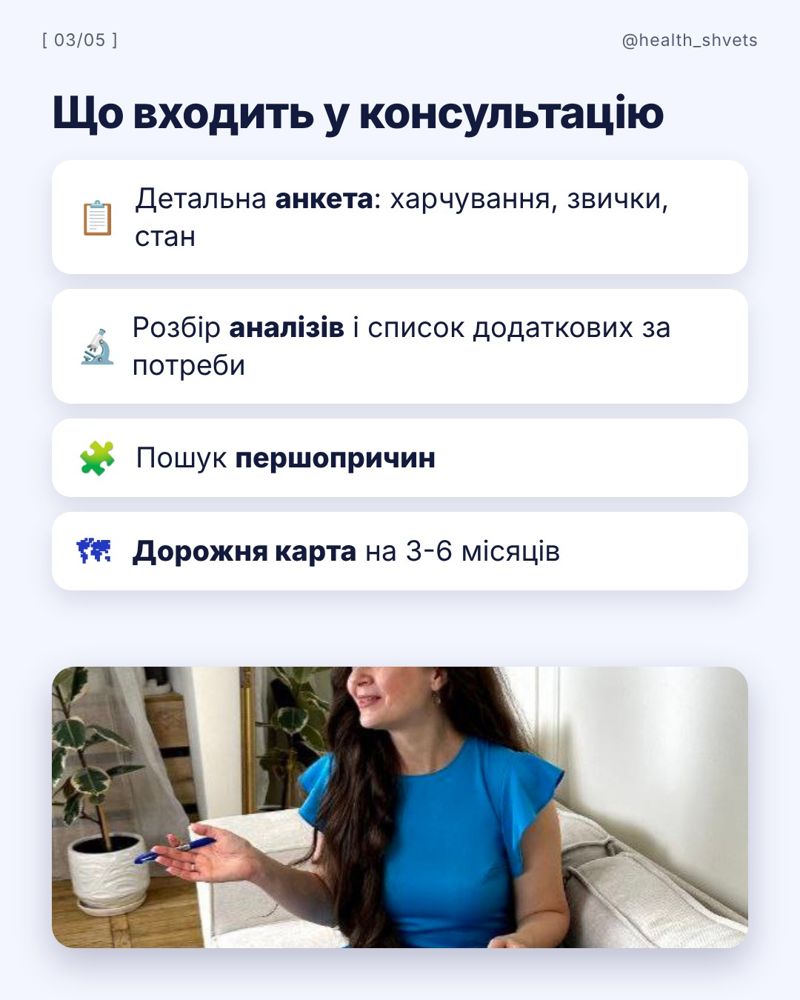 [ 03/05 ]
@health_shvets
Що входить у консультацію
Детальна анкета: харчування, звички,
стан
Розбір аналізів і список додаткових за
потреби
Пошук першопричин
Дорожня карта на 3-6 місяців